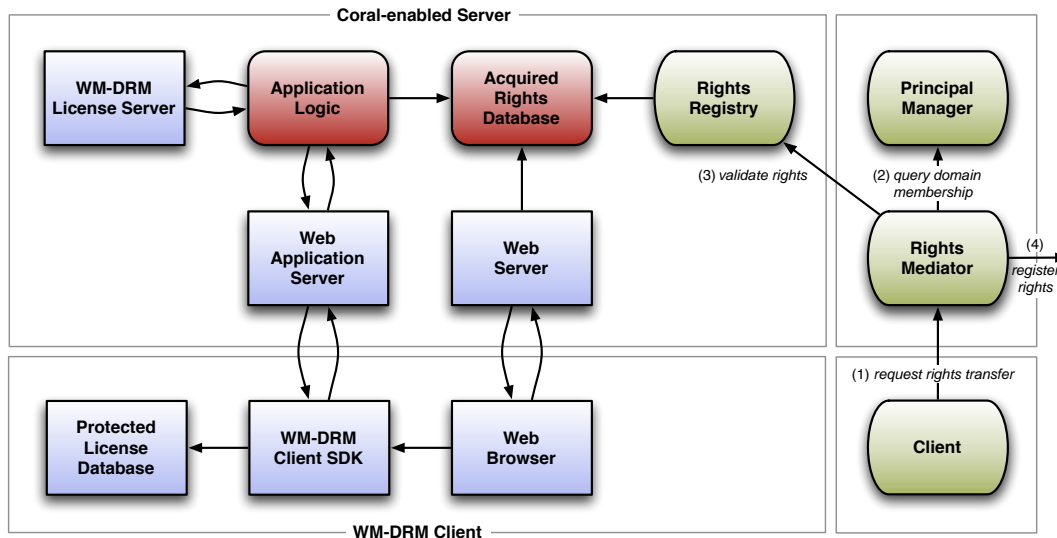 Coral-enabled Server
WM-DRM
License Server
Application
Logic
Acquired
Rights
Database
Rights
Registry
Principal
Manager
(3) validate rights
(2) query domain
membership
Web
Application
Server
Web
Server
Rights
Mediator
(4)
register
rights
(1) request rights transfer
Protected
License
Database
WM-DRM
Client SDK
Web
Browser
Client
WM-DRM Client